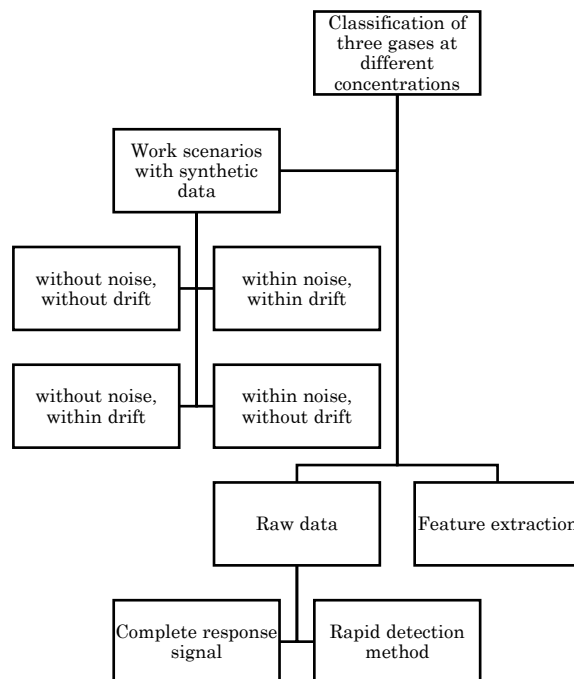 Classification of
three gases at
different
concentrations
Work scenarios
with synthetic
data
without noise,
without drift
within noise,
within drift
without noise,
within drift
within noise,
without drift
Raw data
Feature extraction
Complete response
signal
Rapid detection
method